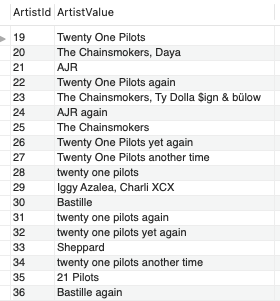 ArtistId ArtistValue
19 Twenty One Pilots
20 The Chainsmokers, Daya
21 AJR
22 Twenty One Pilots again
23 The Chainsmokers, Ty Dolla $ign & bülow
24 AJR again
25 The Chainsmokers
26 Twenty One Pilots yet again
27 Twenty One Pilots another time
28 twenty one pilots
29 Iggy Azalea, Charli XCX
30 Bastille
31 twenty one pilots again
32 twenty one pilots yet again
33 Sheppard
34 twenty one pilots another time
35 21 Pilots
36 Bastille again